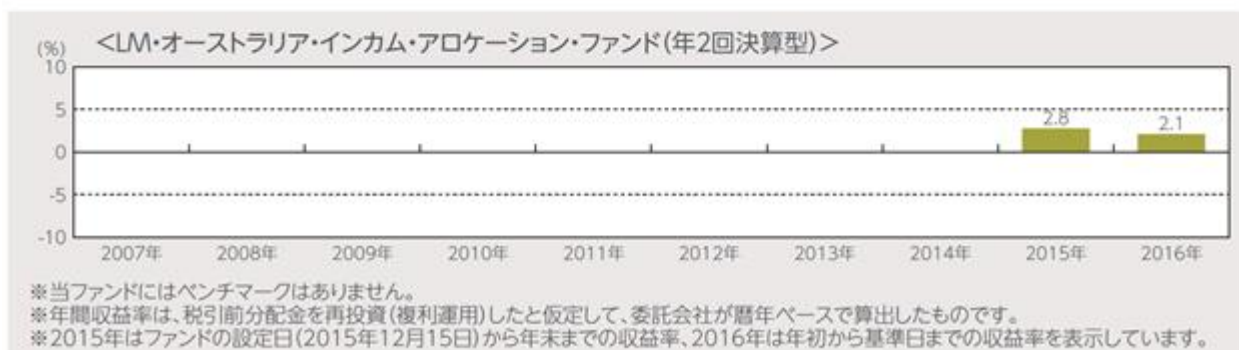 <LM・オーストラリア・インカム・アロケーション・ファンド(年2回決算型)>
(%)
10
5
0
-5
-10
2.8
2.1
2007年 2008年 2009年 2010年 2011年 2012年 2013年 2014年 2015年 2016年
※当ファンドにはベンチマークはありません。
※年間収益率は、税引前分配金を再投資(複利運用)したと仮定して、委託会社が暦年ベースで算出したものです。
※2015年はファンドの設定日(2015年12月15日)から年末までの収益率、2016年は年初から基準日までの収益率を表示しています。